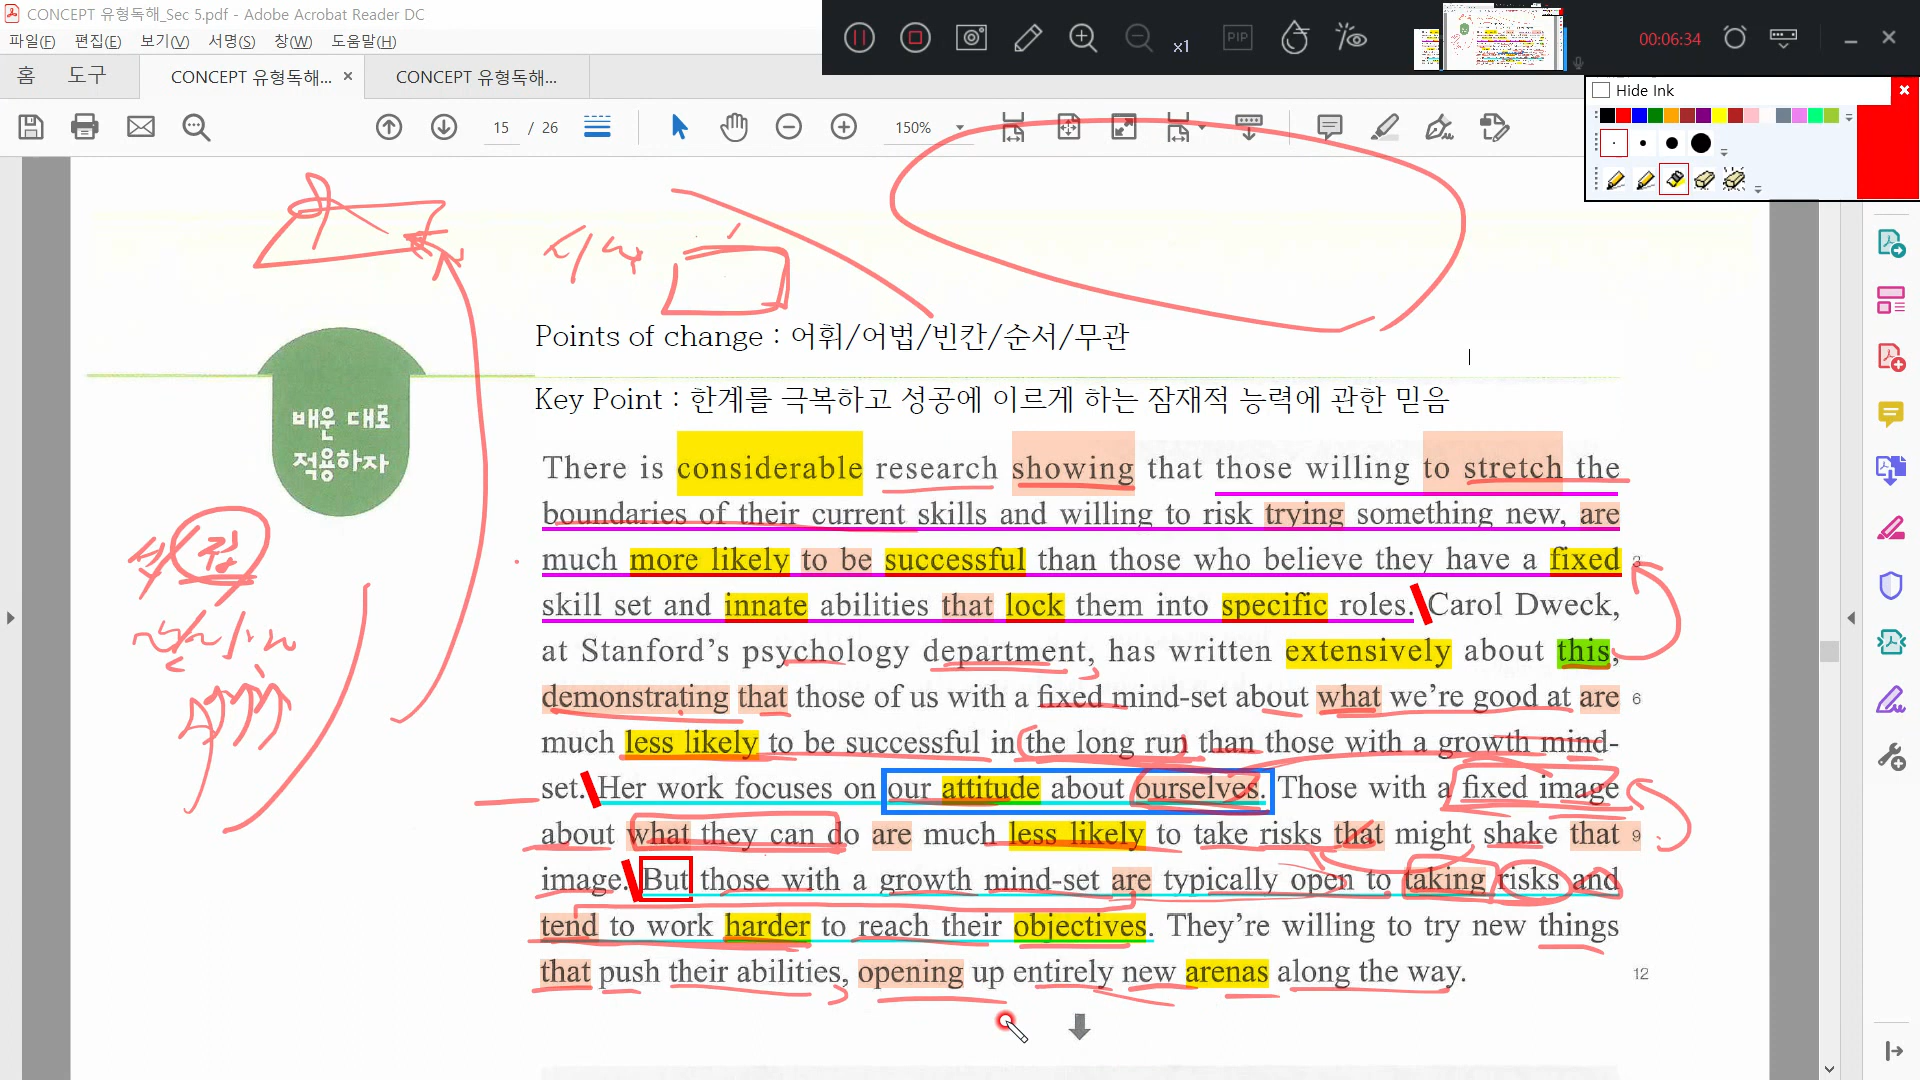 CONCEPT 유형독해_Sec 5.pdf - Adobe Acrobat Reader DC
파일(F) 편집(E) 보기(V) 서명(S) 창(W) 도움말(H)
x1
PIP
00:06:34
홈 도구 CONCEPT 유형독해... × CONCEPT 유형독해...
Hide Ink
15 / 26 150%
Points of change : 어휘/어법/빈칸/순서/무관
Key Point : 한계를 극복하고 성공에 이르게 하는 잠재적 능력에 관한 믿음
배운 대로
적용하자
There is considerable research showing that those willing to stretch the
boundaries of their current skills and willing to risk trying something new, are
much more likely to be successful than those who believe they have a fixed 3
skill set and innate abilities that lock them into specific roles. Carol Dweck,
at Stanford's psychology department, has written extensively about this,
demonstrating that those of us with a fixed mind-set about what we're good at are 6
much less likely to be successful in the long run than those with a growth mind-
set. Her work focuses on our attitude about ourselves. Those with a fixed image
about what they can do are much less likely to take risks that might shake that 9
image. But those with a growth mind-set are typically open to taking risks and
tend to work harder to reach their objectives. They're willing to try new things
that push their abilities, opening up entirely new arenas along the way. 12